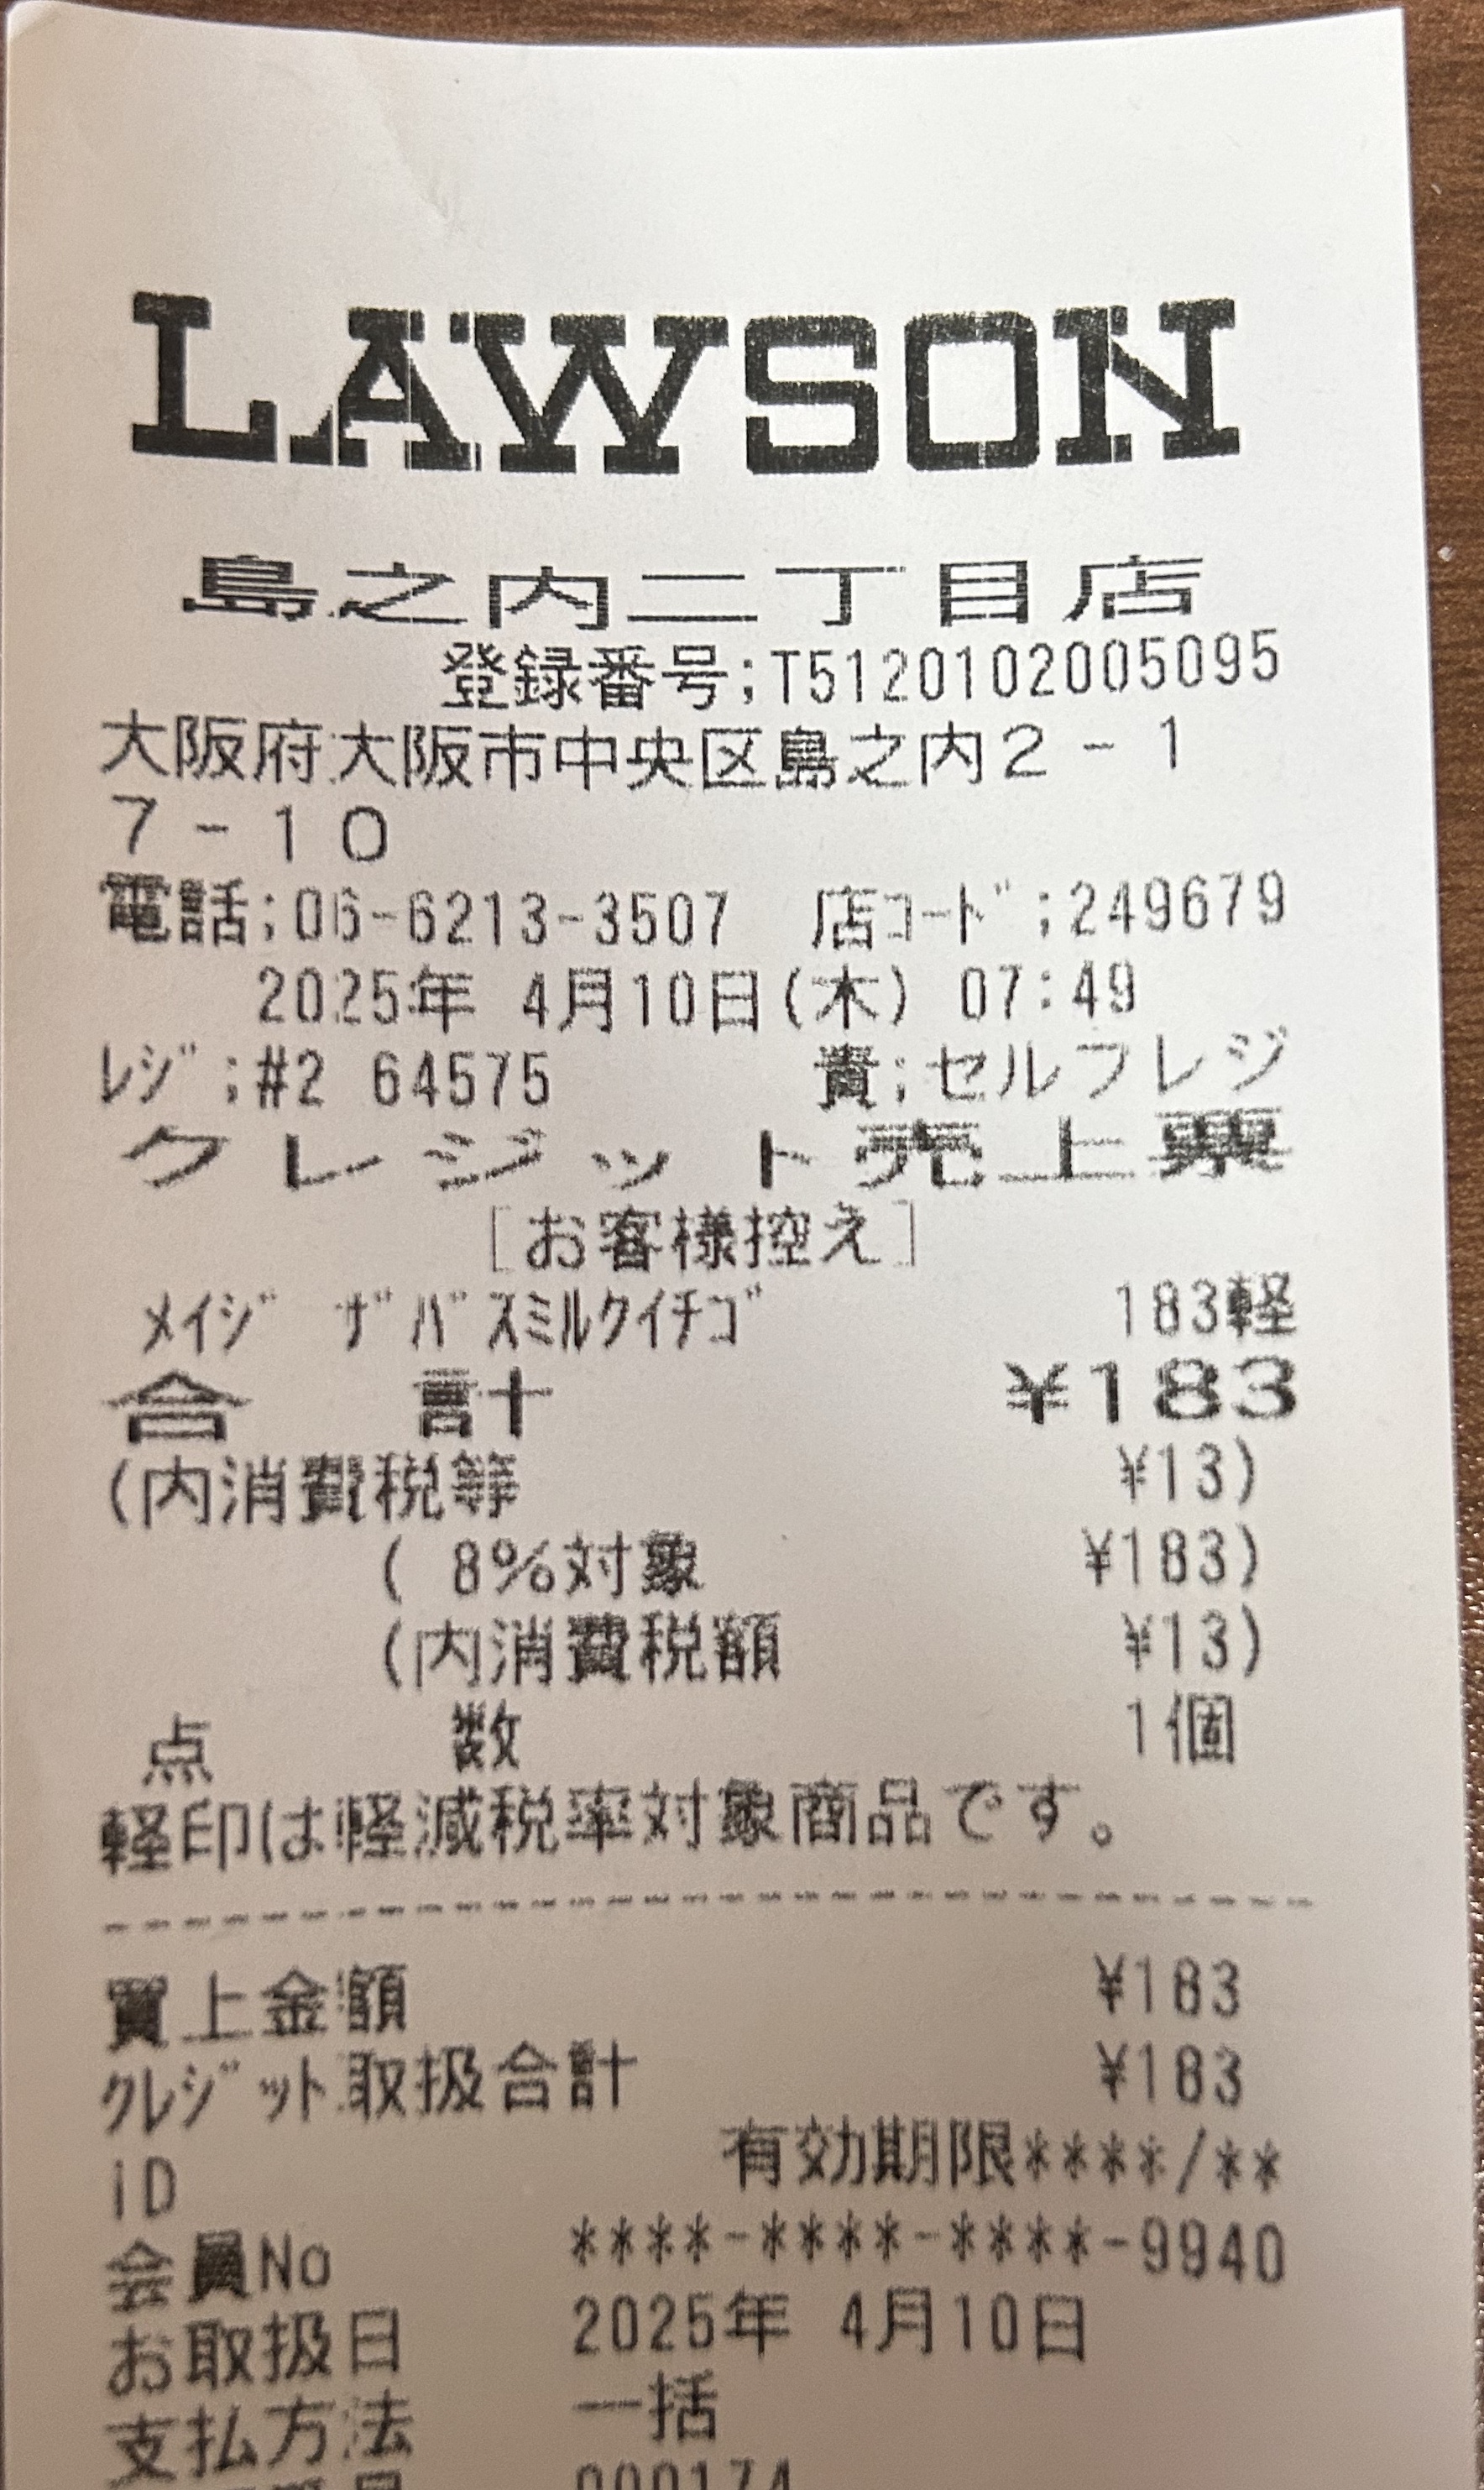 LAWSON
島之内二丁目店
登録番号;T5120102005095
大阪府大阪市中央区島之内2-1
7-10
電話;06-6213-3507 店ｺｰﾄﾞ;249679
2025年 4月10日(木) 07:49
ﾚｼﾞ;#2 64575 責;セルフレジ
クレジット売上票
[お客様控え]
ﾒｲｼﾞ ｻﾞﾊﾞｽﾐﾙｸｲﾁｺﾞ 183軽
合 計 ¥183
(内消費税等 ¥13)
( 8%対象 ¥183)
(内消費税額 ¥13)
点 数 1個
軽印は軽減税率対象商品です。
買上金額 ¥183
ｸﾚｼﾞｯﾄ取扱合計 ¥183
iD 有効期限****/**
会員No ****-****-****-9940
お取扱日 2025年 4月10日
支払方法 一括
000174